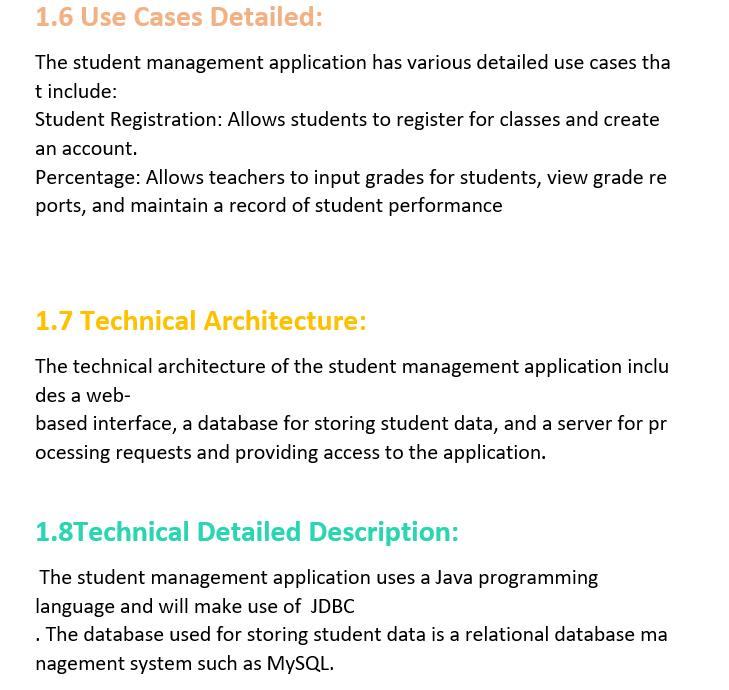 1.6 Use Cases Detailed:
The student management application has various detailed use cases tha
t include:
Student Registration: Allows students to register for classes and create
an account.
Percentage: Allows teachers to input grades for students, view grade re
ports, and maintain a record of student performance
1.7 Technical Architecture:
The technical architecture of the student management application inclu
des a web-
based interface, a database for storing student data, and a server for pr
ocessing requests and providing access to the application.
1.8Technical Detailed Description:
The student management application uses a Java programming
language and will make use of  JDBC
. The database used for storing student data is a relational database ma
nagement system such as MySQL.